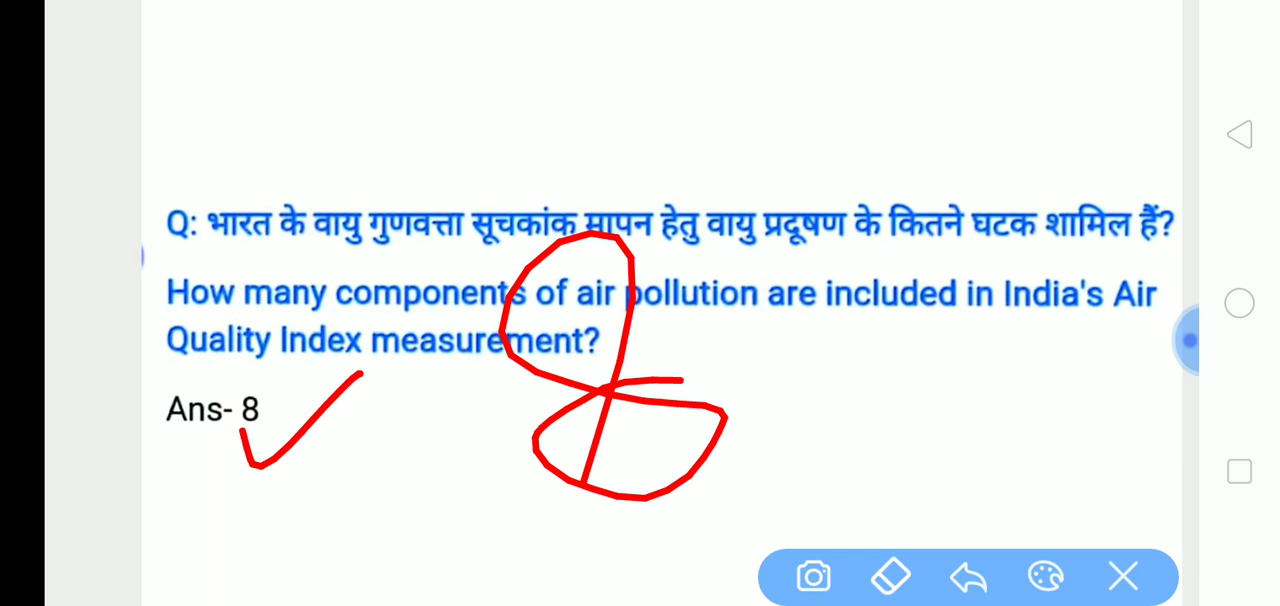 Q: भारत के वायु गुणवत्ता सूचकांक मापन हेतु वायु प्रदूषण के कितने घटक शामिल हैं?
How many components of air pollution are included in India's Air
Quality Index measurement?
Ans- 8
8